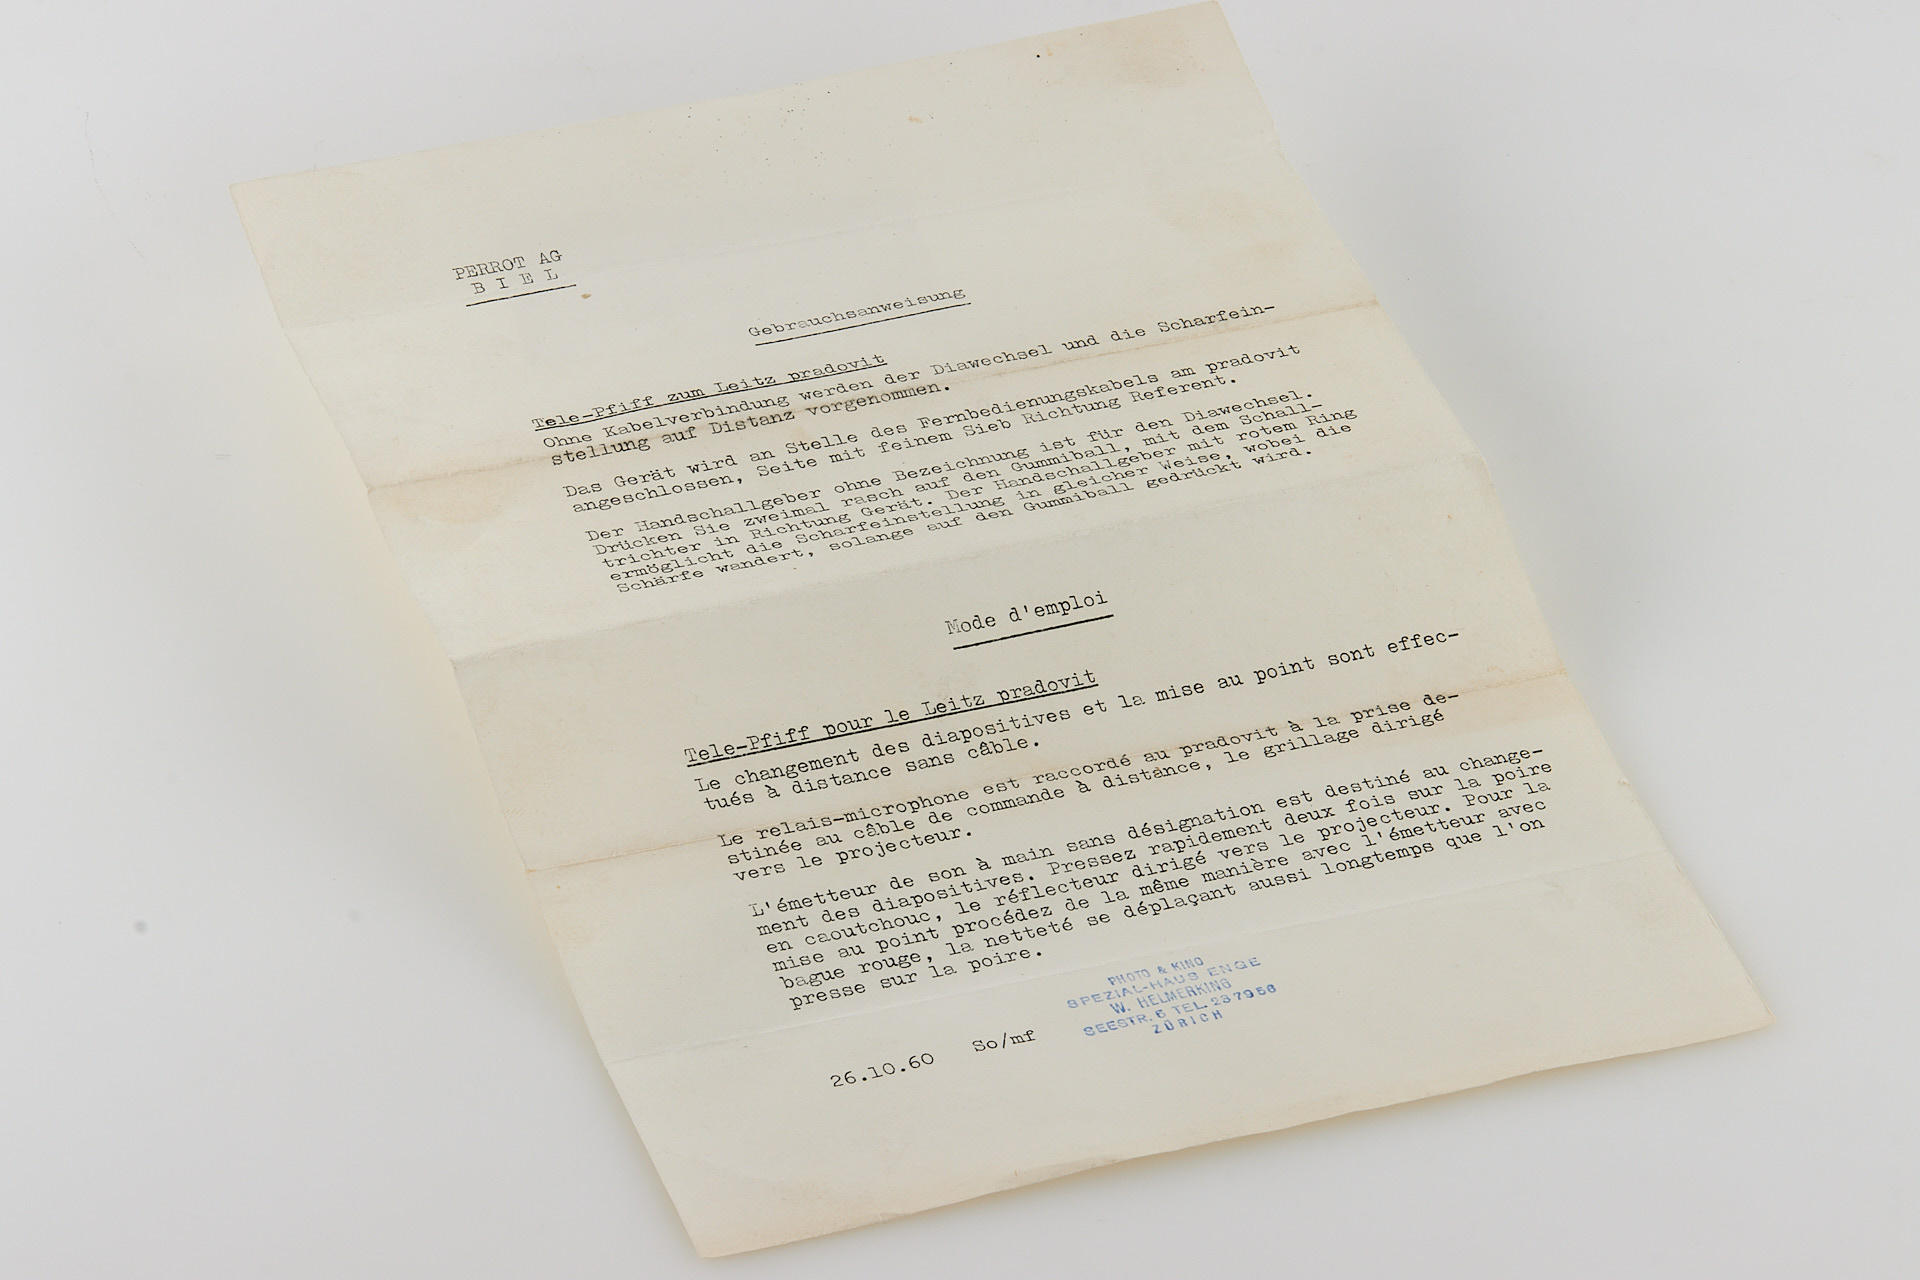 PERROT AG
B I E L
Gebrauchsanweisung
Tele-Pfiff zum Leitz pradovit
Ohne Kabelverbindung werden der Diawechsel und die Scharfein-
stellung auf Distanz vorgenommen.
Das Gerät wird an Stelle des Fernbedienungskabels am pradovit
angeschlossen, Seite mit feinem Sieb Richtung Referent.
Der Handschallgeber ohne Bezeichnung ist für den Diawechsel.
Drücken Sie zweimal rasch auf den Gummiball, mit dem Schall-
trichter in Richtung Gerät. Der Handschallgeber mit rotem Ring
ermöglicht die Scharfeinstellung in gleicher Weise, wobei die
Schärfe wandert, solange auf den Gummiball gedrückt wird.
Mode d'emploi
Tele-Pfiff pour le Leitz pradovit
Le changement des diapositives et la mise au point sont effec-
tués à distance sans câble.
Le relais-microphone est raccordé au pradovit à la prise de-
stinée au câble de commande à distance, le grillage dirigé
vers le projecteur.
L'émetteur de son à main sans désignation est destiné au change-
ment des diapositives. Pressez rapidement deux fois sur la poire
en caoutchouc, le réflecteur dirigé vers le projecteur. Pour la
mise au point procédez de la même manière avec l'émetteur avec
bague rouge, la netteté se déplaçant aussi longtemps que l'on
presse sur la poire.
PHOTO & KINO
SPEZIAL-HAUS ENGE
W. HELMERKING
SEESTR. 5 TEL. 237956
ZÜRICH
26.10.60 So/mf